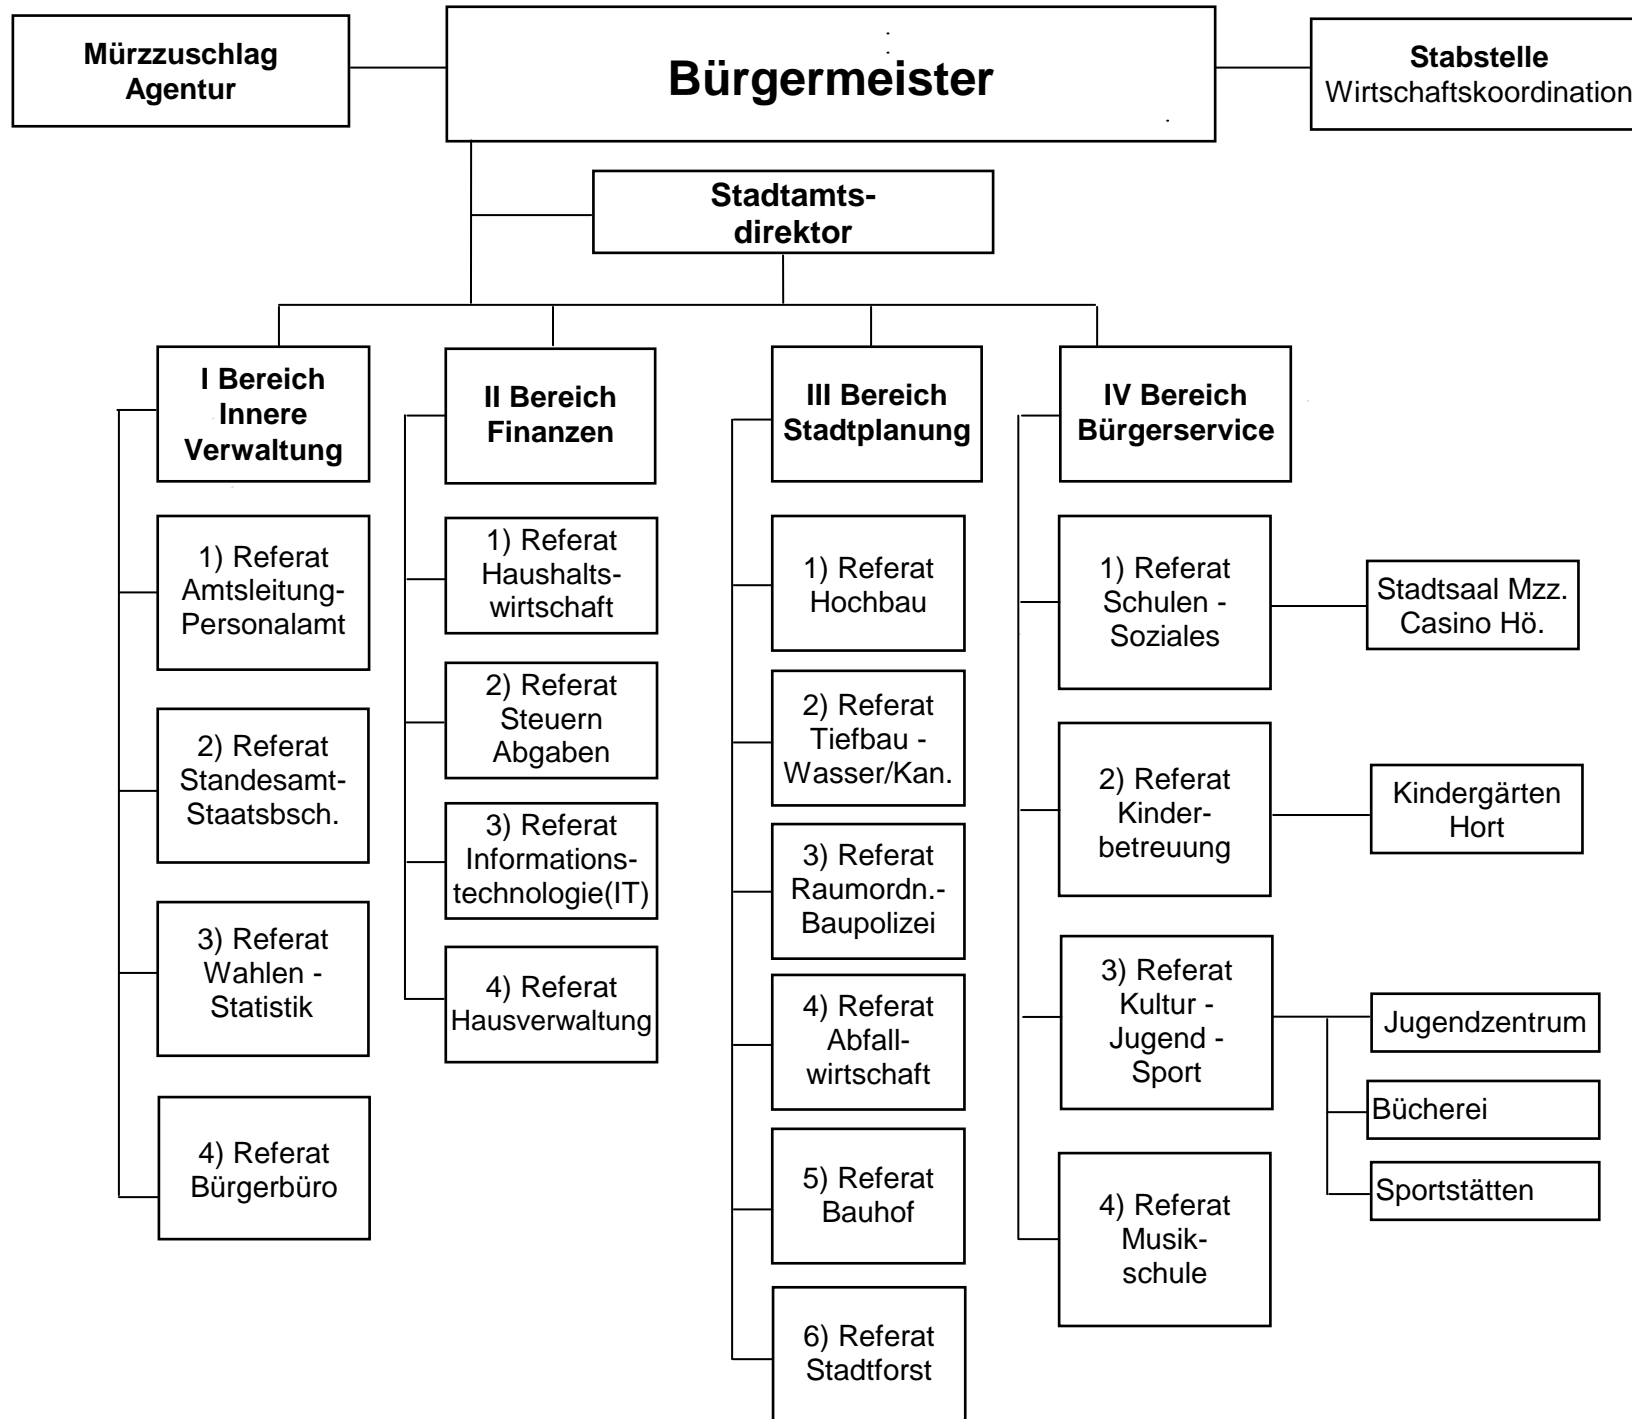 Mürzzuschlag
Agentur
Bürgermeister
Stabstelle
Wirtschaftskoordination
Stadtamts-
direktor
I Bereich
Innere
Verwaltung
1) Referat
Amtsleitung-
Personalamt
2) Referat
Standesamt-
Staatsbsch.
3) Referat
Wahlen -
Statistik
4) Referat
Bürgerbüro
II Bereich
Finanzen
1) Referat
Haushalts-
wirtschaft
2) Referat
Steuern
Abgaben
3) Referat
Informations-
technologie(IT)
4) Referat
Hausverwaltung
III Bereich
Stadtplanung
1) Referat
Hochbau
2) Referat
Tiefbau -
Wasser/Kan.
3) Referat
Raumordn.-
Baupolizei
4) Referat
Abfall-
wirtschaft
5) Referat
Bauhof
6) Referat
Stadtforst
IV Bereich
Bürgerservice
1) Referat
Schulen -
Soziales
Stadtsaal Mzz.
Casino Hö.
2) Referat
Kinder-
betreuung
Kindergärten
Hort
3) Referat
Kultur -
Jugend -
Sport
Jugendzentrum
Bücherei
Sportstätten
4) Referat
Musik-
schule